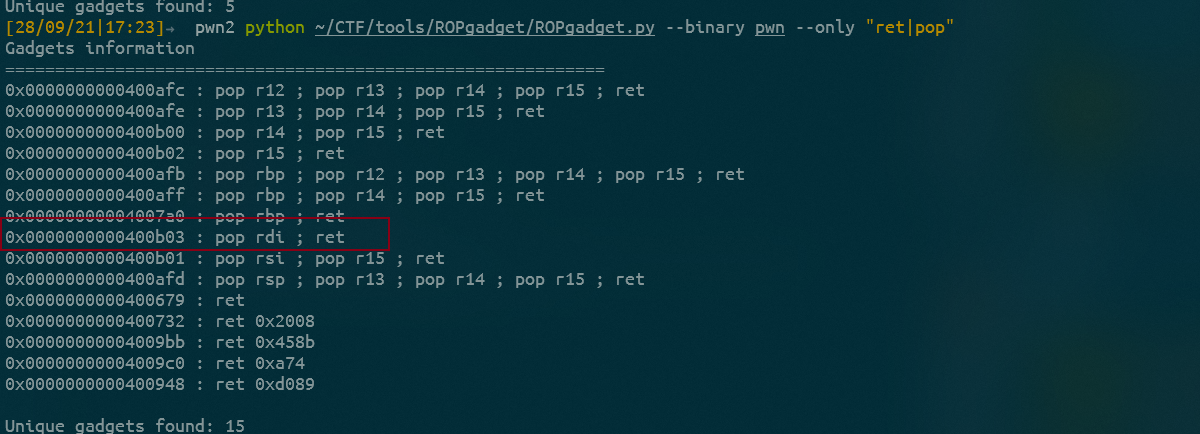 Unique gadgets found: 5
[28/09/21|17:23]→ pwn2 python ~/CTF/tools/ROPgadget/ROPgadget.py --binary pwn --only "ret|pop"
Gadgets information
============================================================
0x0000000000400afc : pop r12 ; pop r13 ; pop r14 ; pop r15 ; ret
0x0000000000400afe : pop r13 ; pop r14 ; pop r15 ; ret
0x0000000000400b00 : pop r14 ; pop r15 ; ret
0x0000000000400b02 : pop r15 ; ret
0x0000000000400afb : pop rbp ; pop r12 ; pop r13 ; pop r14 ; pop r15 ; ret
0x0000000000400aff : pop rbp ; pop r14 ; pop r15 ; ret
0x00000000004007a0 : pop rbp ; ret
0x0000000000400b03 : pop rdi ; ret
0x0000000000400b01 : pop rsi ; pop r15 ; ret
0x0000000000400afd : pop rsp ; pop r13 ; pop r14 ; pop r15 ; ret
0x0000000000400679 : ret
0x0000000000400732 : ret 0x2008
0x00000000004009bb : ret 0x458b
0x00000000004009c0 : ret 0xa74
0x0000000000400948 : ret 0xd089
Unique gadgets found: 15